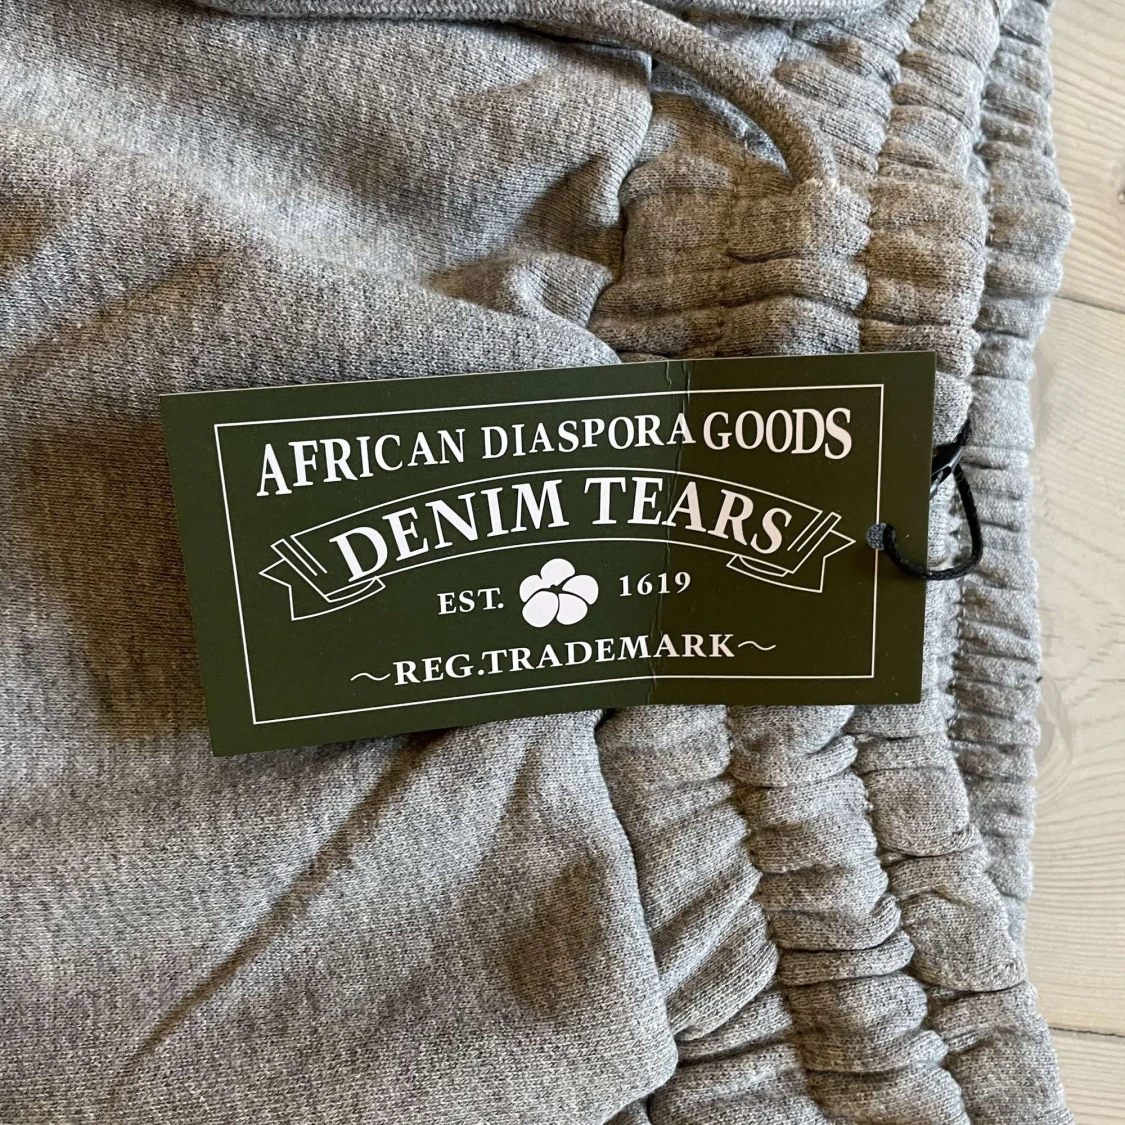 AFRICAN DIASPORA GOODS
DENIM TEARS
EST. 1619
~REG.TRADEMARK~